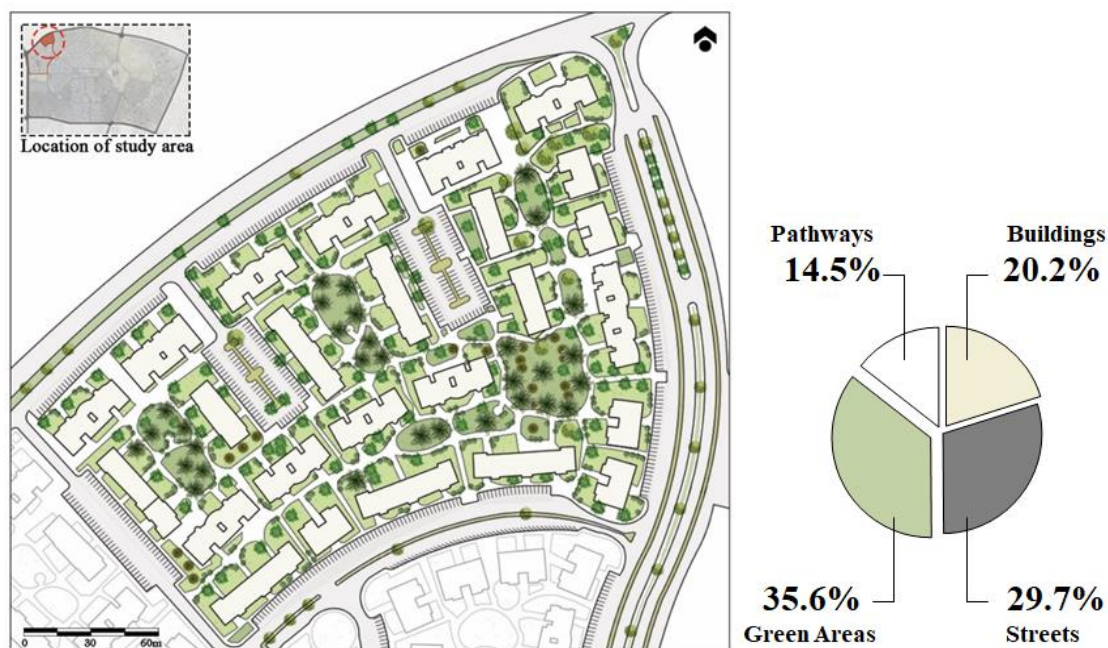 Location of study area
0 30 60m
Pathways
14.5%
Buildings
20.2%
35.6%
Green Areas
29.7%
Streets